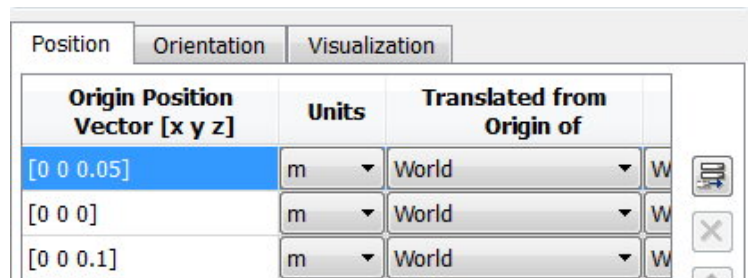 Position Orientation Visualization
Origin Position Units Translated from
Vector [x y z] Origin of
[0 0 0.05] m World W
[0 0 0] m World W
[0 0 0.1] m World W